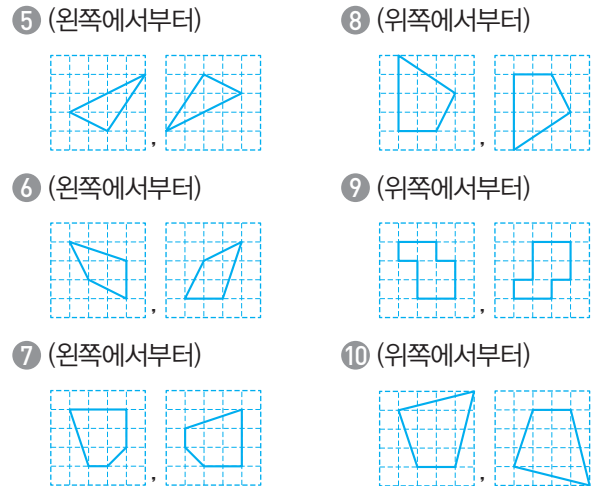 5 (왼쪽에서부터)
,
6 (왼쪽에서부터)
,
7 (왼쪽에서부터)
,
8 (위쪽에서부터)
,
9 (위쪽에서부터)
,
10 (위쪽에서부터)
,